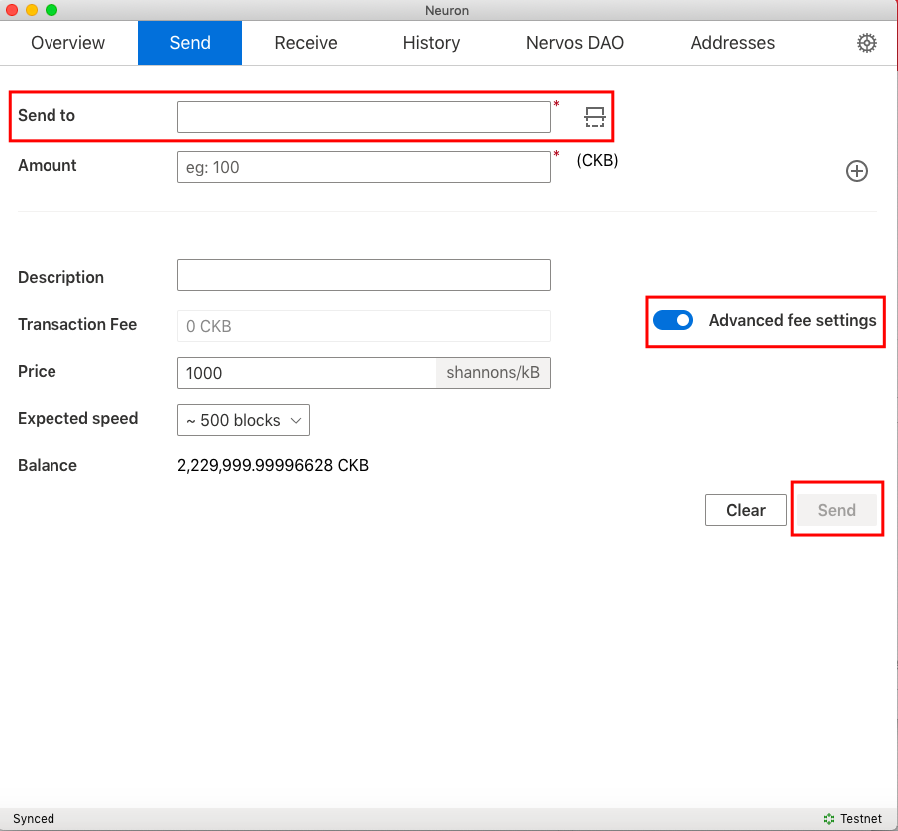 Neuron
Overview Send Receive History Nervos DAO Addresses
Send to *
Amount eg: 100 * (CKB)
Description
Transaction Fee 0 CKB Advanced fee settings
Price 1000 shannons/kB
Expected speed ~ 500 blocks
Balance 2,229,999.99996628 CKB
Clear Send
Synced Testnet